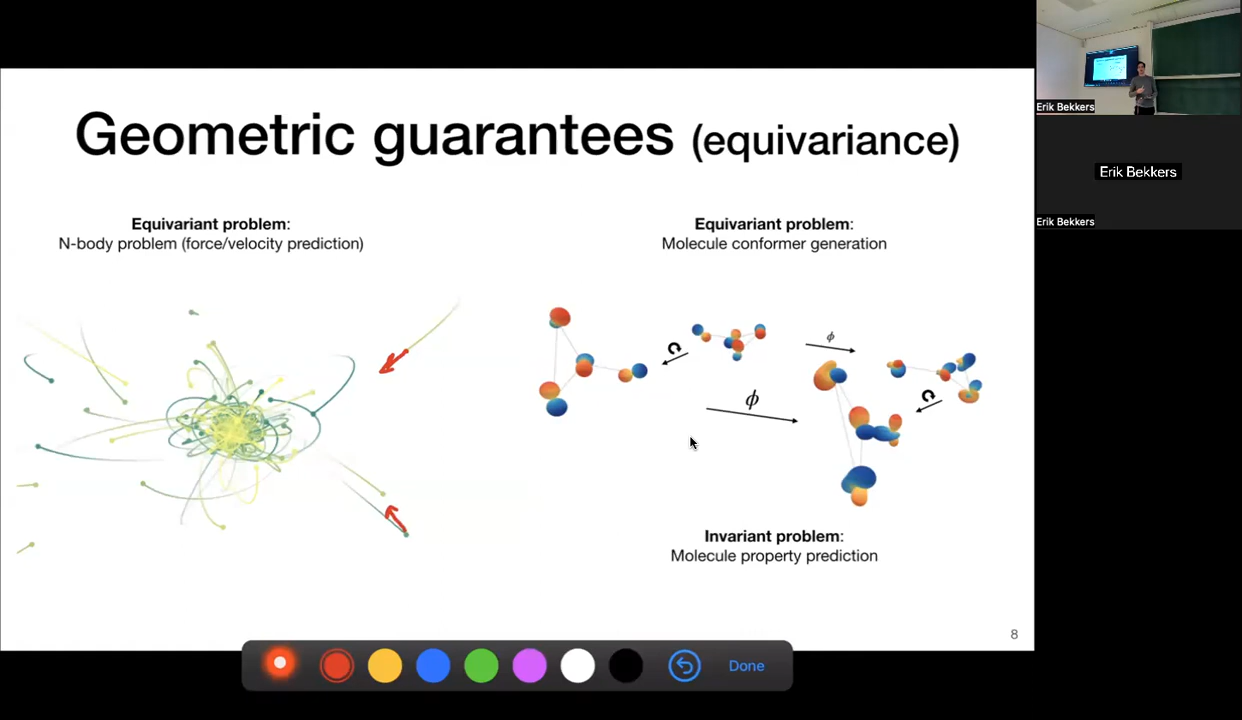 Geometric guarantees (equivariance)
Equivariant problem:
N-body problem (force/velocity prediction)
Equivariant problem:
Molecule conformer generation
ϕ
ϕ
Invariant problem:
Molecule property prediction
8
Done
Erik Bekkers
Erik Bekkers
Erik Bekkers